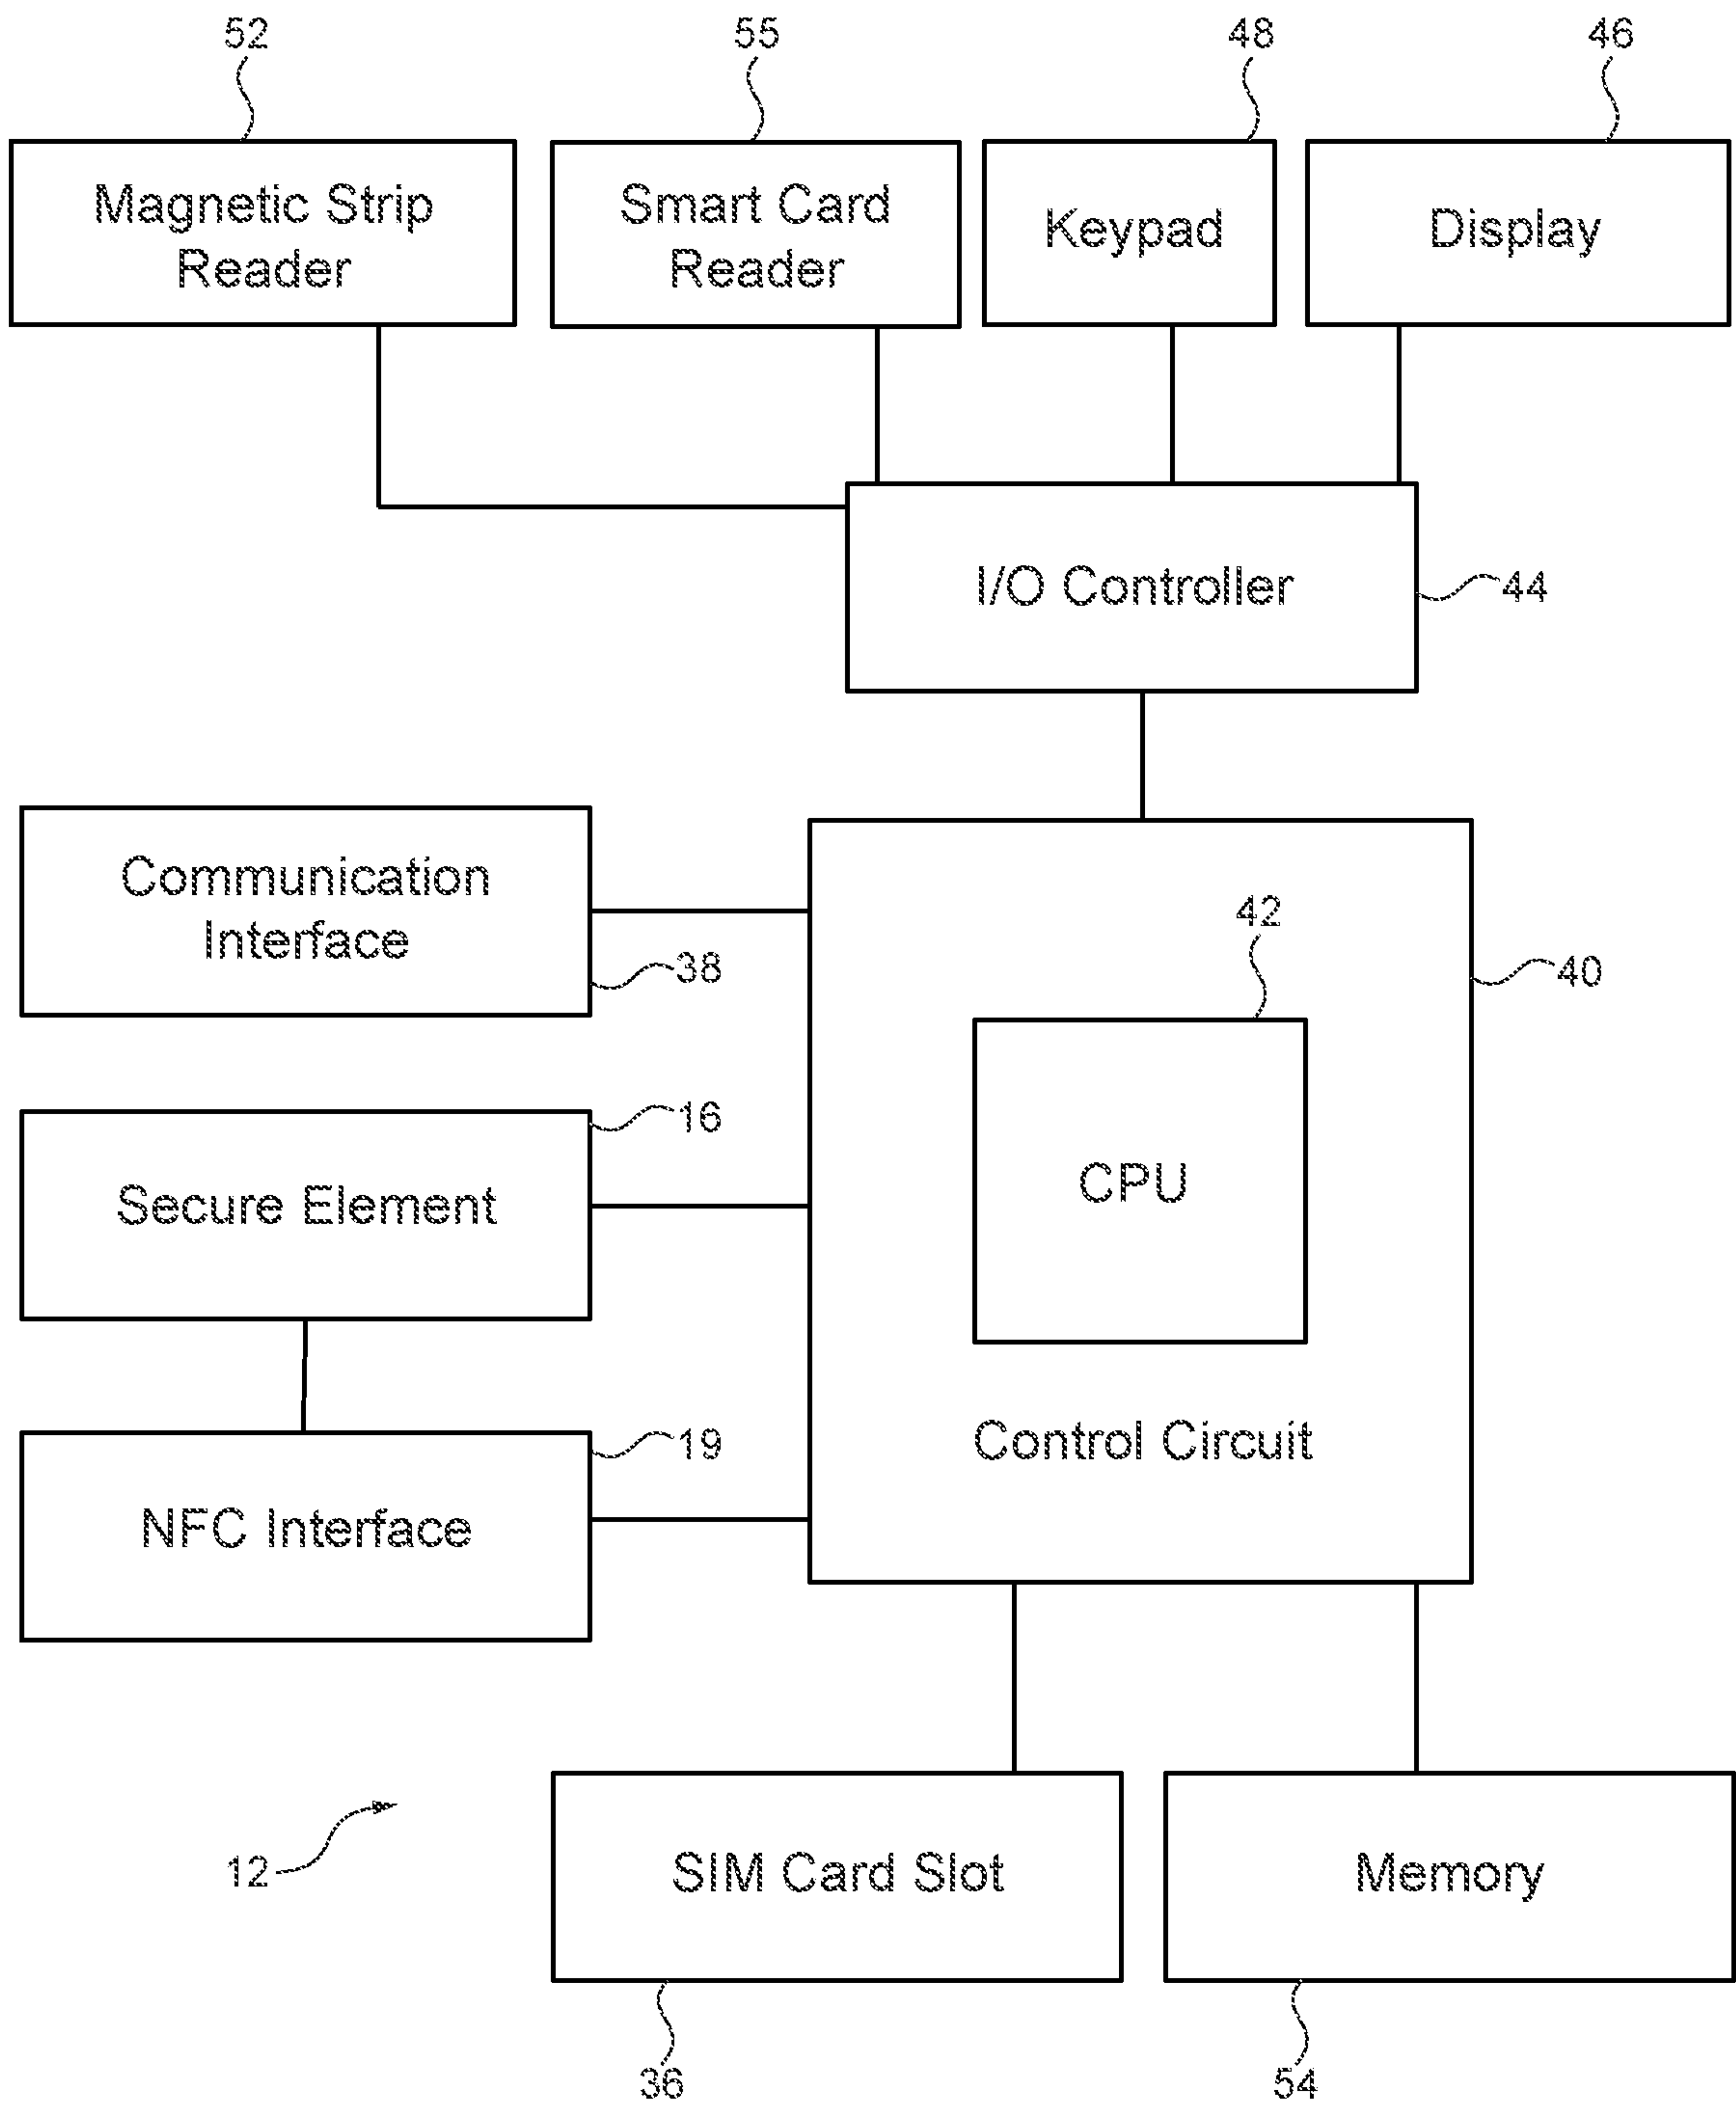 52
55
48
46
Magnetic Strip
Reader
Smart Card
Reader
Keypad
Display
I/O Controller
44
Communication
Interface
38
42
40
16
Secure Element
CPU
19
NFC Interface
Control Circuit
12
SIM Card Slot
Memory
36
54